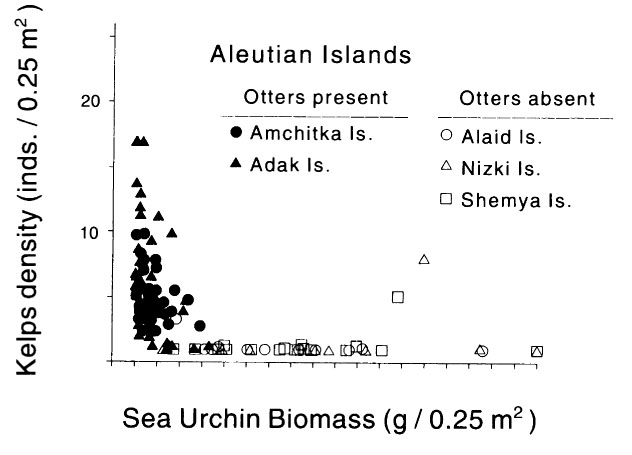 Aleutian Islands
Otters present
Otters absent
Amchitka Is.
Adak Is.
Alaid Is.
Nizki Is.
Shemya Is.
20
10
Kelps density (inds. / 0.25 m²)
Sea Urchin Biomass (g / 0.25 m²)